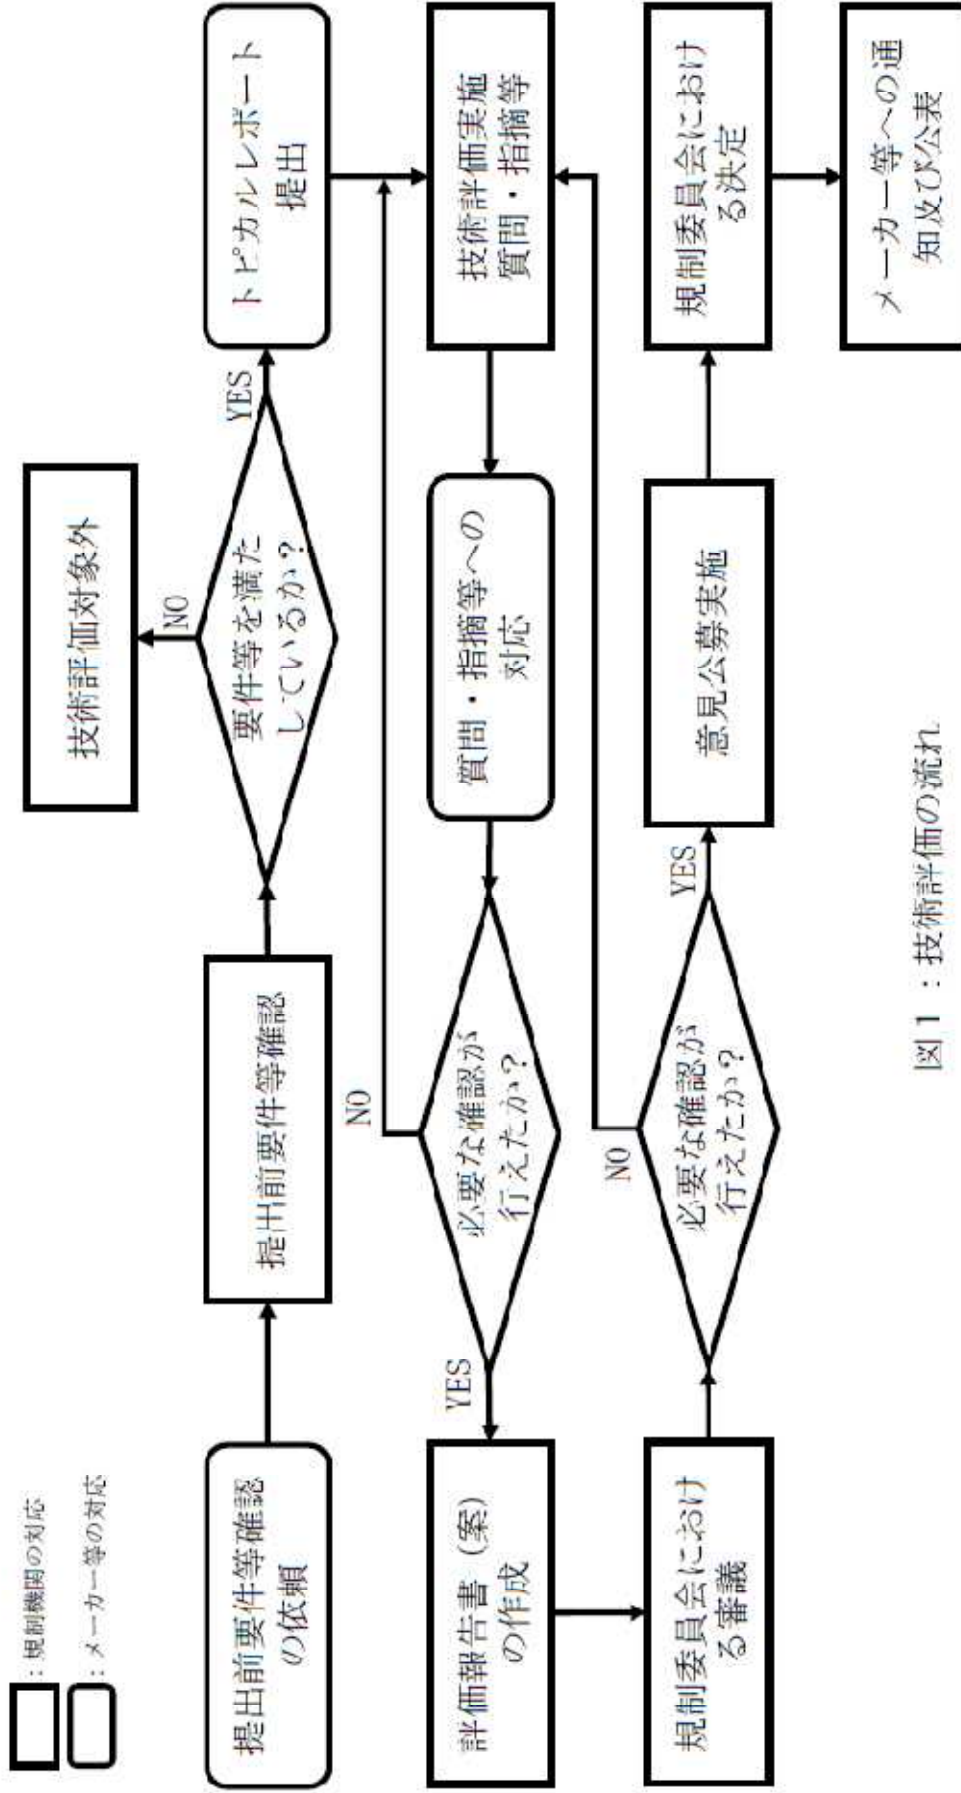 ：規制機関の対応
：メーカー等の対応
提出前要件等確認
の依頼
提出前要件等確認
要件等を満た
しているか？
NO
技術評価対象外
YES
トピカルレポート
提出
技術評価実施
質問・指摘等
質問・指摘等への
対応
必要な確認が
行えたか？
NO
YES
評価報告書（案）
の作成
規制委員会におけ
る審議
必要な確認が
行えたか？
NO
YES
意見公募実施
規制委員会におけ
る決定
メーカー等への通
知及び公表
図１：技術評価の流れ